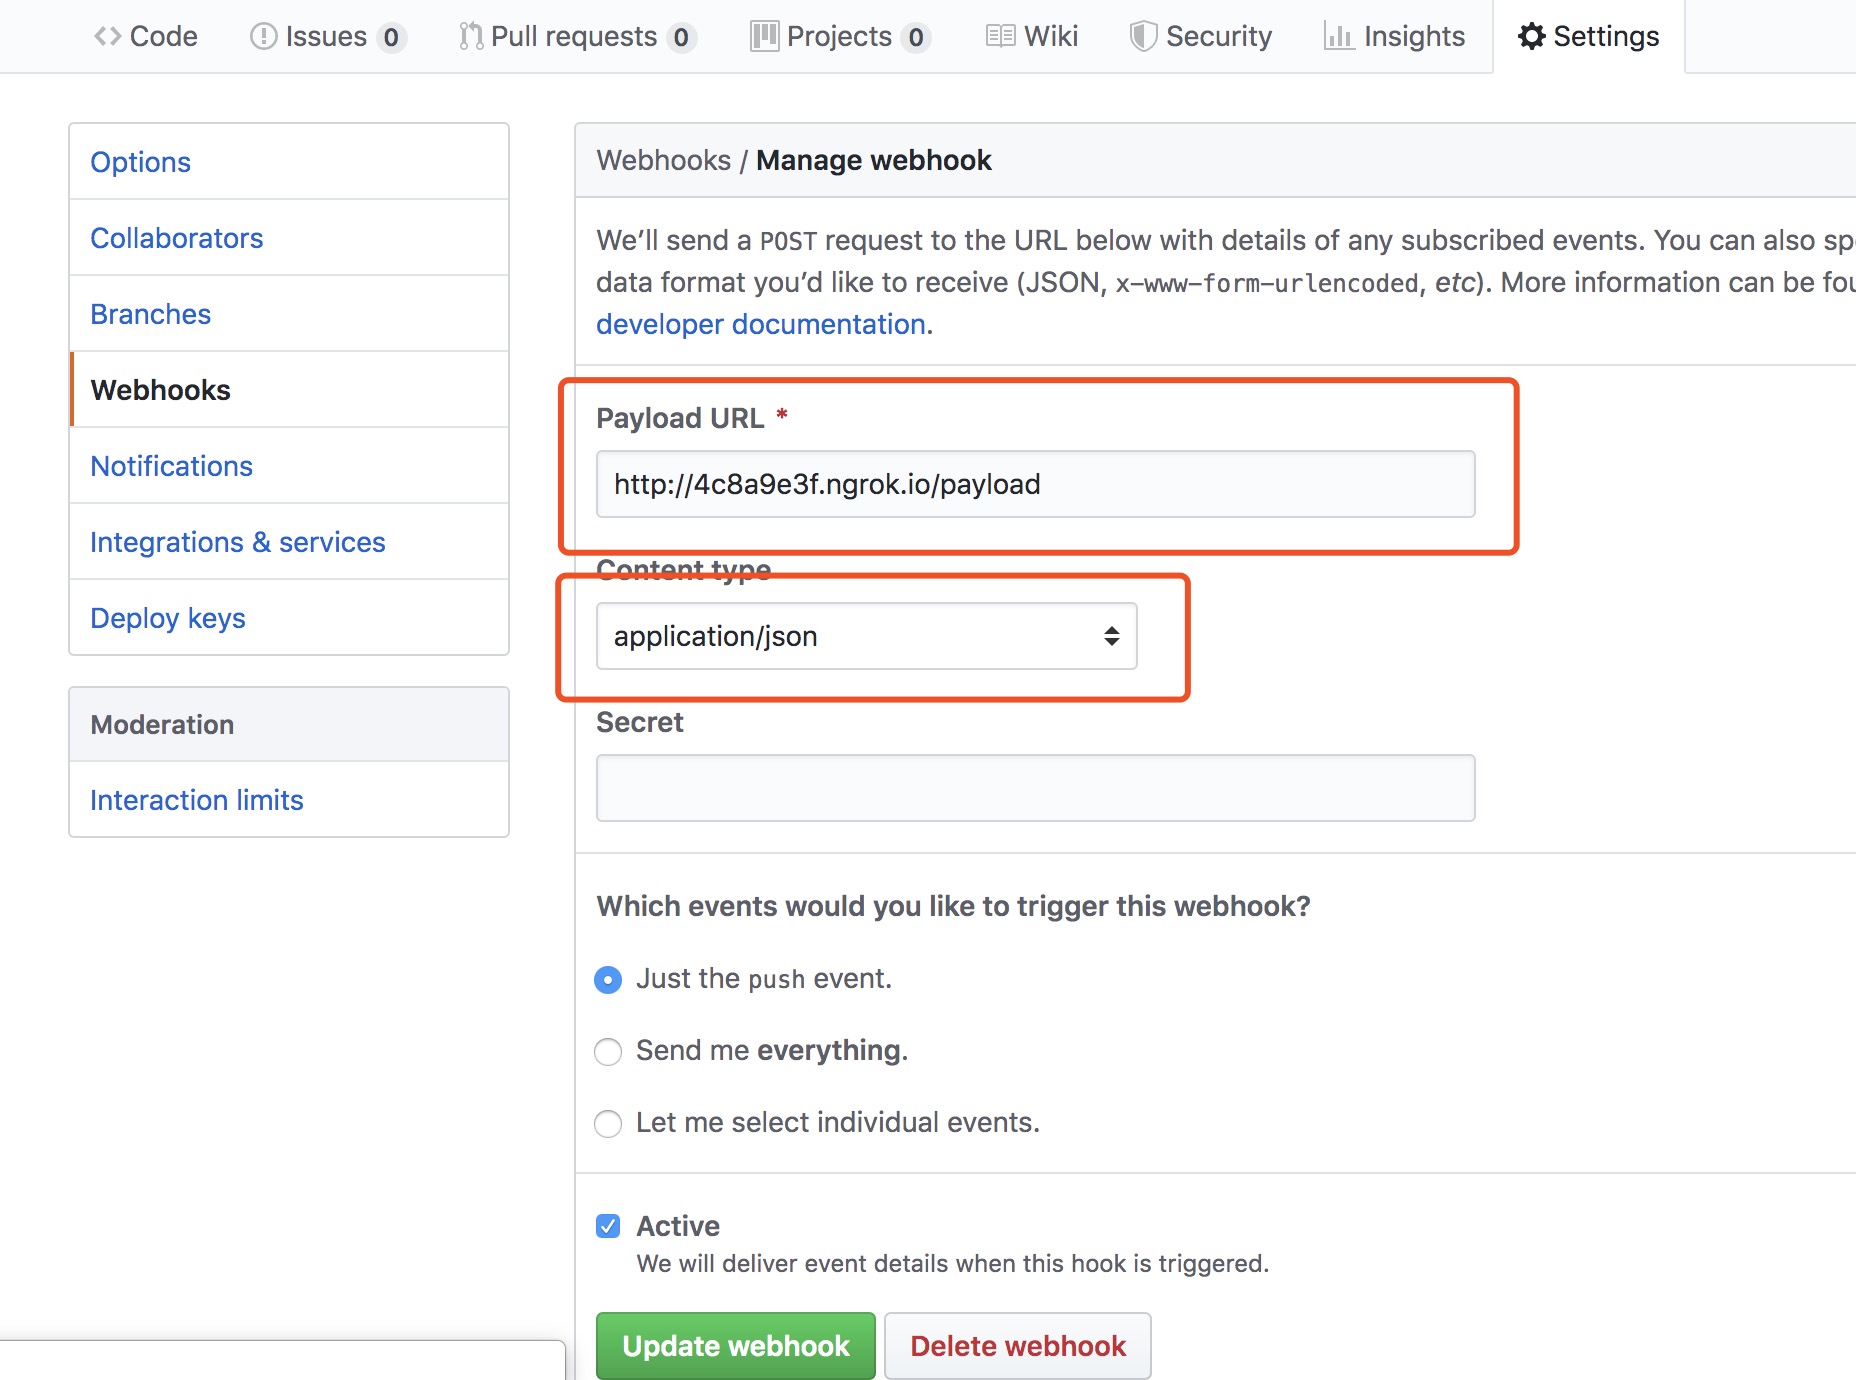 Code Issues 0 Pull requests 0 Projects 0 Wiki Security Insights Settings
Options
Collaborators
Branches
Webhooks
Notifications
Integrations & services
Deploy keys
Moderation
Interaction limits
Webhooks / Manage webhook
We’ll send a POST request to the URL below with details of any subscribed events. You can also
data format you’d like to receive (JSON, x-www-form-urlencoded, etc). More information can be
developer documentation.
Payload URL *
http://4c8a9e3f.ngrok.io/payload
Content type
application/json
Secret
Which events would you like to trigger this webhook?
Just the push event.
Send me everything.
Let me select individual events.
Active
We will deliver event details when this hook is triggered.
Update webhook Delete webhook